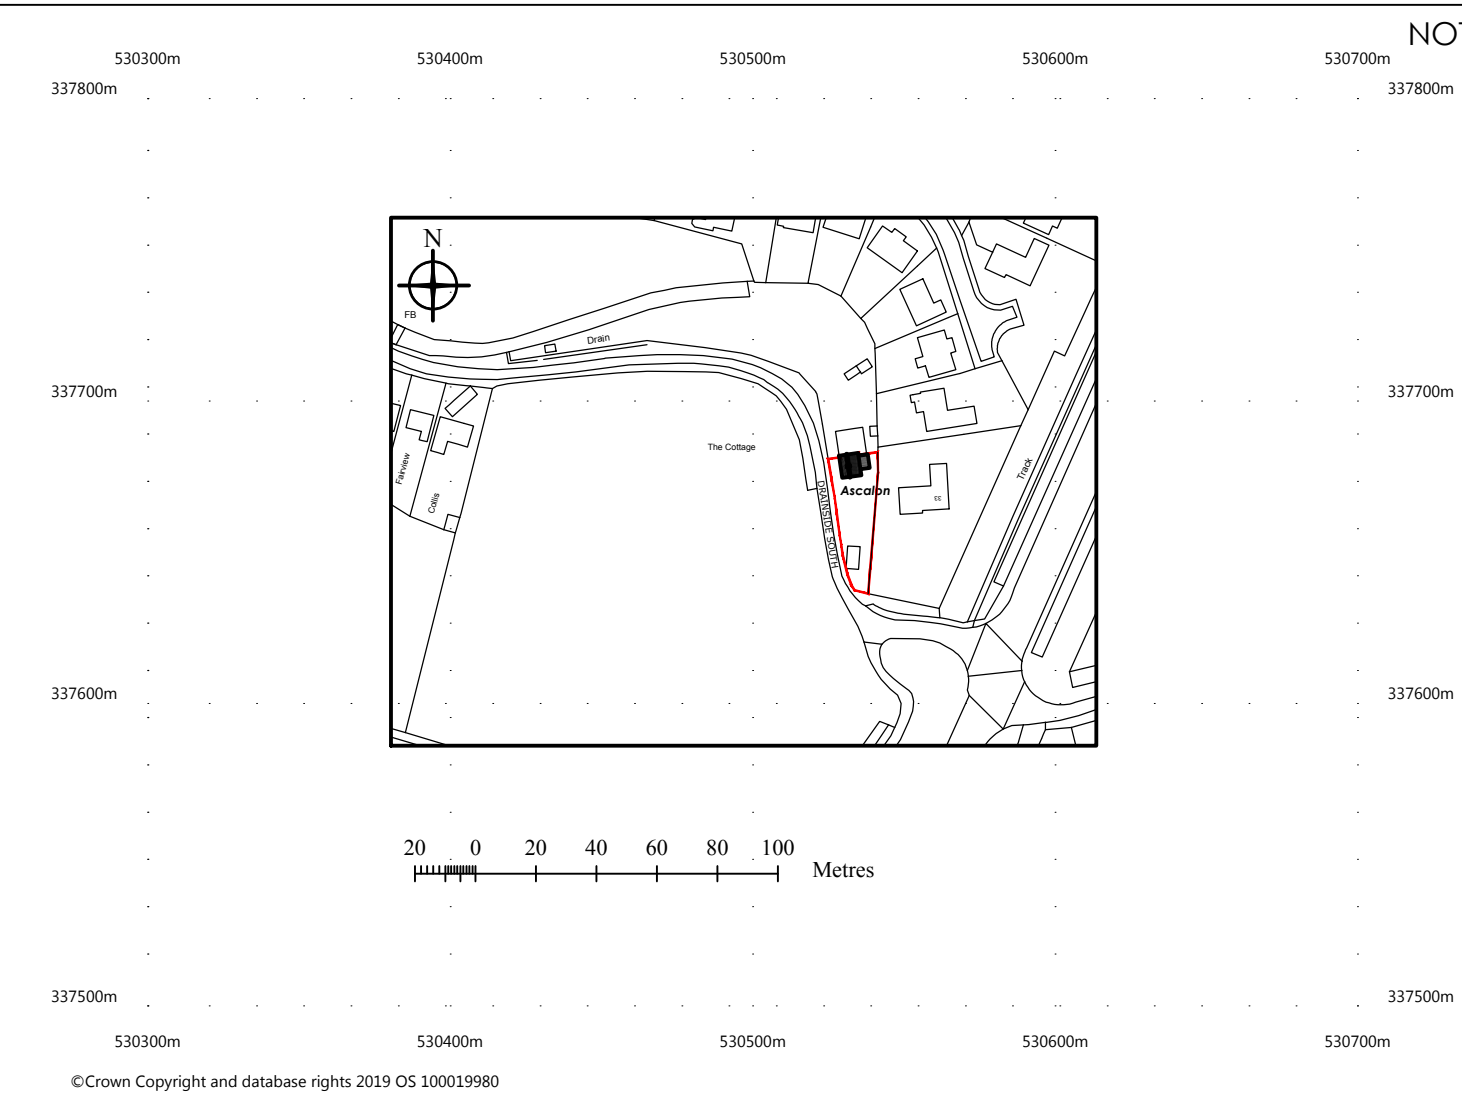 NOT
530300m 530400m 530500m 530600m 530700m
337800m 337800m
N
FB
Drain
337700m 337700m
The Cottage
Fairview
Collis
Track
Ascalon
33
DRAINSIDE SOUTH
337600m 337600m
20 0 20 40 60 80 100
Metres
337500m 337500m
530300m 530400m 530500m 530600m 530700m
©Crown Copyright and database rights 2019 OS 100019980